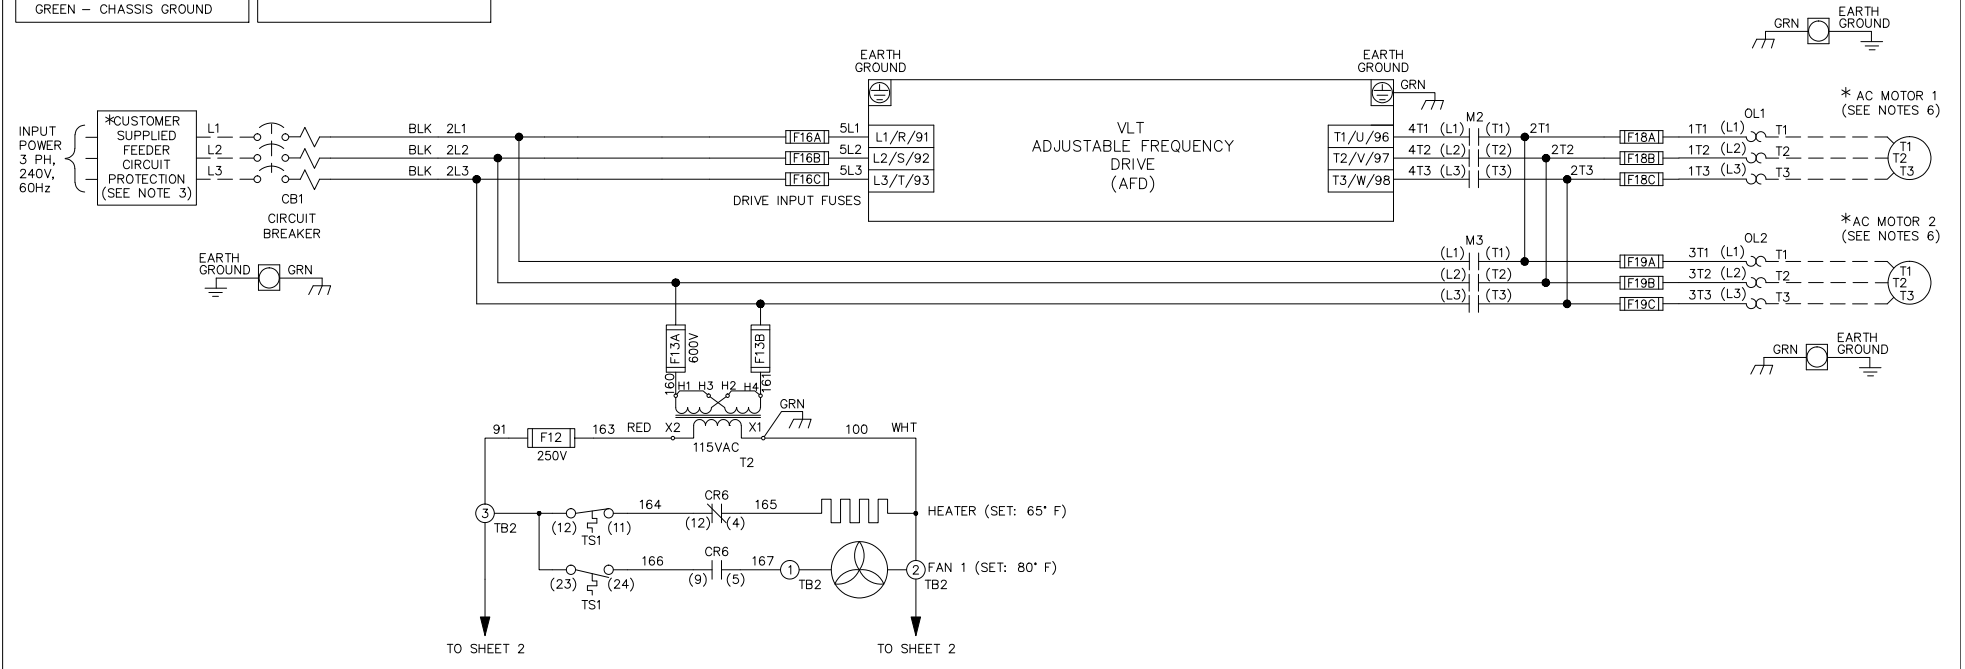 GREEN – CHASSIS GROUND
GRN
EARTH
GROUND
INPUT
POWER
3 PH,
240V,
60Hz
*CUSTOMER
SUPPLIED
FEEDER
CIRCUIT
PROTECTION
(SEE NOTE 3)
L1
L2
L3
CB1
CIRCUIT
BREAKER
BLK 2L1
BLK 2L2
BLK 2L3
F16A
F16B
F16C
5L1
5L2
5L3
DRIVE INPUT FUSES
EARTH
GROUND
L1/R/91
L2/S/92
L3/T/93
VLT
ADJUSTABLE FREQUENCY
DRIVE
(AFD)
EARTH
GROUND
GRN
T1/U/96
T2/V/97
T3/W/98
4T1 (L1) M2 (T1) 2T1
4T2 (L2) (T2) 2T2
4T3 (L3) (T3) 2T3
F18A
F18B
F18C
OL1
1T1 (L1) T1
1T2 (L2) T2
1T3 (L3) T3
* AC MOTOR 1
(SEE NOTES 6)
T1
T2
T3
EARTH
GROUND
GRN
M3
(L1) (T1)
(L2) (T2)
(L3) (T3)
F19A
F19B
F19C
OL2
3T1 (L1) T1
3T2 (L2) T2
3T3 (L3) T3
*AC MOTOR 2
(SEE NOTES 6)
T1
T2
T3
GRN
EARTH
GROUND
F13A
600V
F13B
160
161
H1 H3 H2 H4
GRN
91
F12
250V
163 RED X2
X1
115VAC
T2
100 WHT
3
TB2
(12) (11)
TS1
164
CR6
(12) (4)
165
HEATER (SET: 65° F)
(23) (24)
TS1
166
CR6
(9) (5)
167
1
TB2
2
TB2
FAN 1 (SET: 80° F)
TO SHEET 2
TO SHEET 2